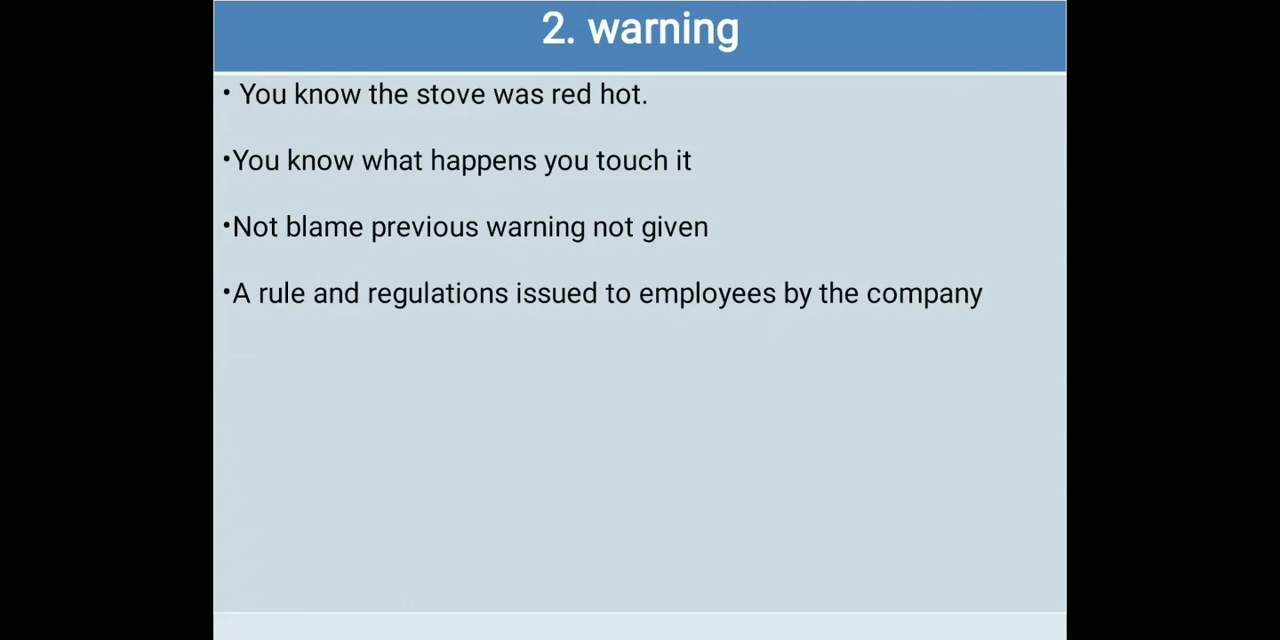 2. warning
• You know the stove was red hot.
•You know what happens you touch it
•Not blame previous warning not given
•A rule and regulations issued to employees by the company